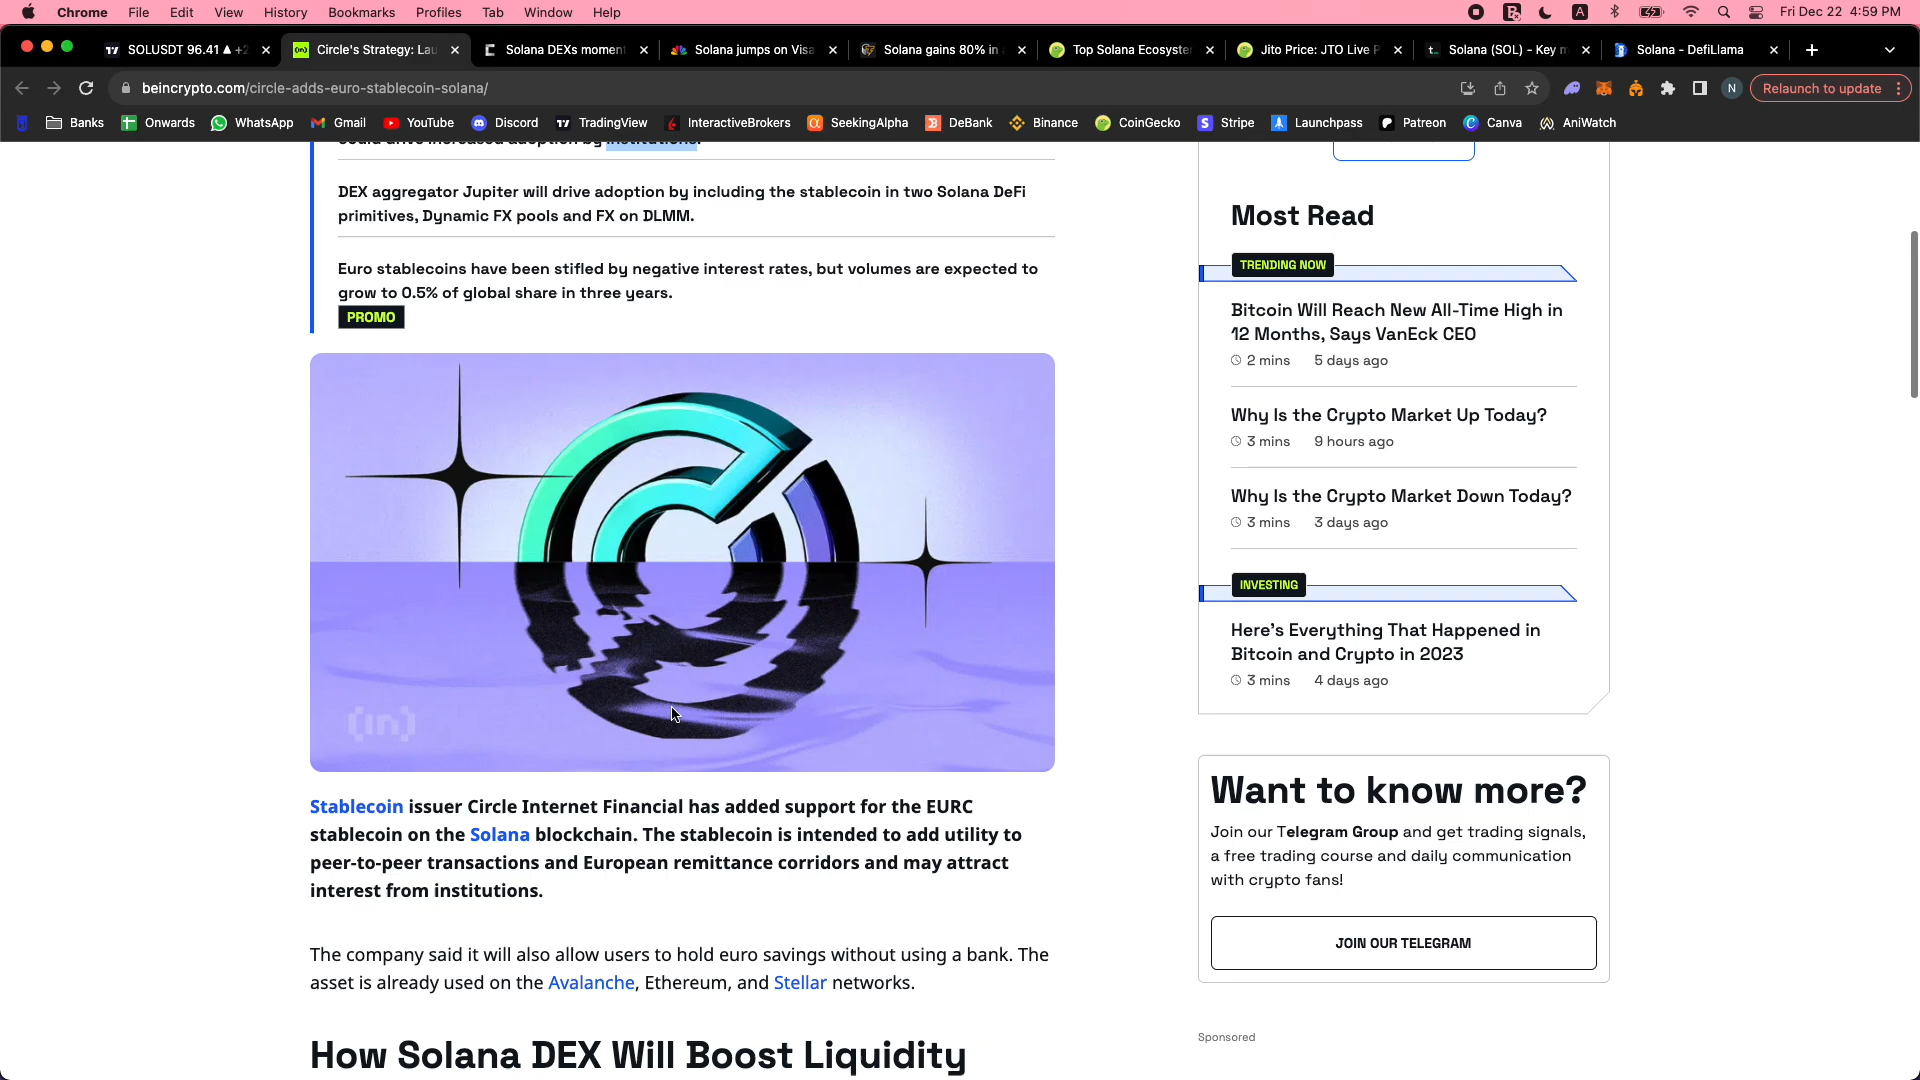 Chrome File Edit View History Bookmarks Profiles Tab Window Help
Fri Dec 22 4:59 PM
SOLUSDT 96.41 ▲ +2
Circle's Strategy: Lau
Solana DEXs momen
Solana jumps on Visa
Solana gains 80% in
Top Solana Ecosyste
Jito Price: JTO Live P
Solana (SOL) - Key m
Solana - DefiLlama
beincrypto.com/circle-adds-euro-stablecoin-solana/
N
Relaunch to update
Banks Onwards WhatsApp Gmail YouTube Discord TradingView InteractiveBrokers SeekingAlpha DeBank Binance CoinGecko Stripe Launchpass Patreon Canva AniWatch
could drive increased adoption by institutions.
DEX aggregator Jupiter will drive adoption by including the stablecoin in two Solana DeFi
primitives, Dynamic FX pools and FX on DLMM.
Euro stablecoins have been stifled by negative interest rates, but volumes are expected to
grow to 0.5% of global share in three years.
PROMO
(in)
Stablecoin issuer Circle Internet Financial has added support for the EURC
stablecoin on the Solana blockchain. The stablecoin is intended to add utility to
peer-to-peer transactions and European remittance corridors and may attract
interest from institutions.
The company said it will also allow users to hold euro savings without using a bank. The
asset is already used on the Avalanche, Ethereum, and Stellar networks.
How Solana DEX Will Boost Liquidity
Most Read
TRENDING NOW
Bitcoin Will Reach New All-Time High in
12 Months, Says VanEck CEO
2 mins 5 days ago
Why Is the Crypto Market Up Today?
3 mins 9 hours ago
Why Is the Crypto Market Down Today?
3 mins 3 days ago
INVESTING
Here's Everything That Happened in
Bitcoin and Crypto in 2023
3 mins 4 days ago
Want to know more?
Join our Telegram Group and get trading signals,
a free trading course and daily communication
with crypto fans!
JOIN OUR TELEGRAM
Sponsored